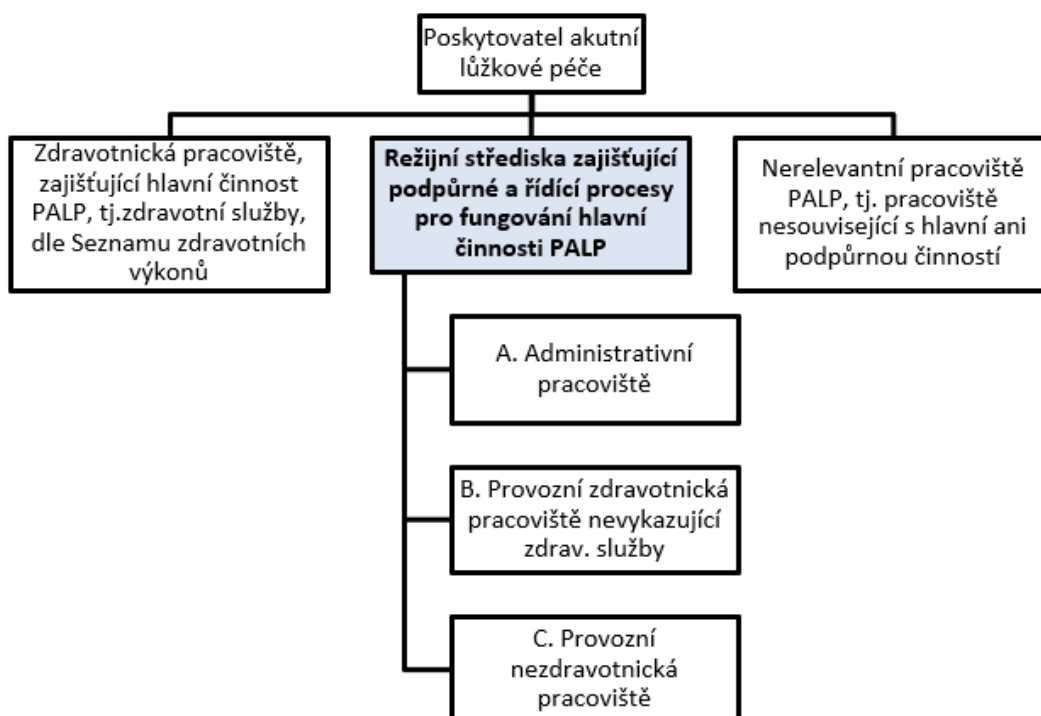 Poskytovatel akutní
lůžkové péče
Zdravotnická pracoviště,
zajišťující hlavní činnost
PALP, tj.zdravotní služby,
dle Seznamu zdravotních
výkonů
Režijní střediska zajišťující
podpůrné a řídící procesy
pro fungování hlavní
činnosti PALP
Nerelevantní pracoviště
PALP, tj. pracoviště
nesouvisející s hlavní ani
podpůrnou činností
A. Administrativní
pracoviště
B. Provozní zdravotnická
pracoviště nevykazující
zdrav. služby
C. Provozní
nezdravotnická
pracoviště